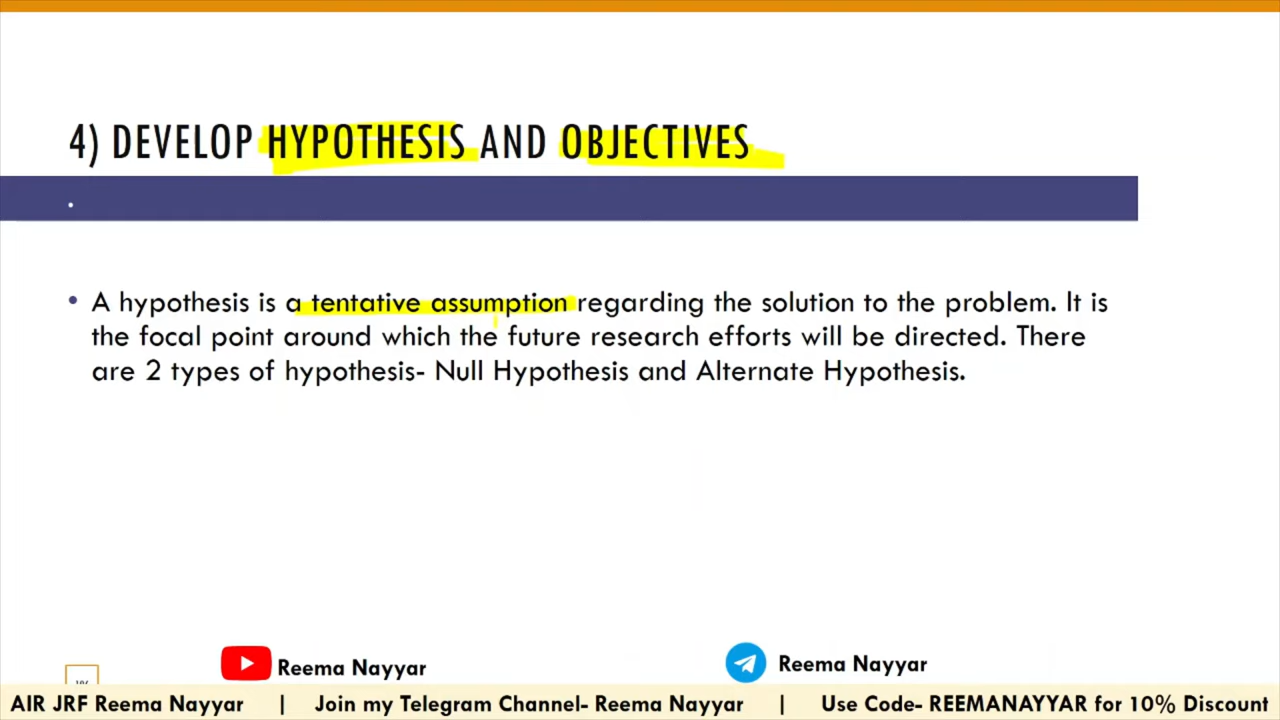 4) DEVELOP HYPOTHESIS AND OBJECTIVES
• A hypothesis is a tentative assumption regarding the solution to the problem. It is
the focal point around which the future research efforts will be directed. There
are 2 types of hypothesis- Null Hypothesis and Alternate Hypothesis.
Reema Nayyar
Reema Nayyar
AIR JRF Reema Nayyar | Join my Telegram Channel- Reema Nayyar | Use Code- REEMANAYYAR for 10% Discount